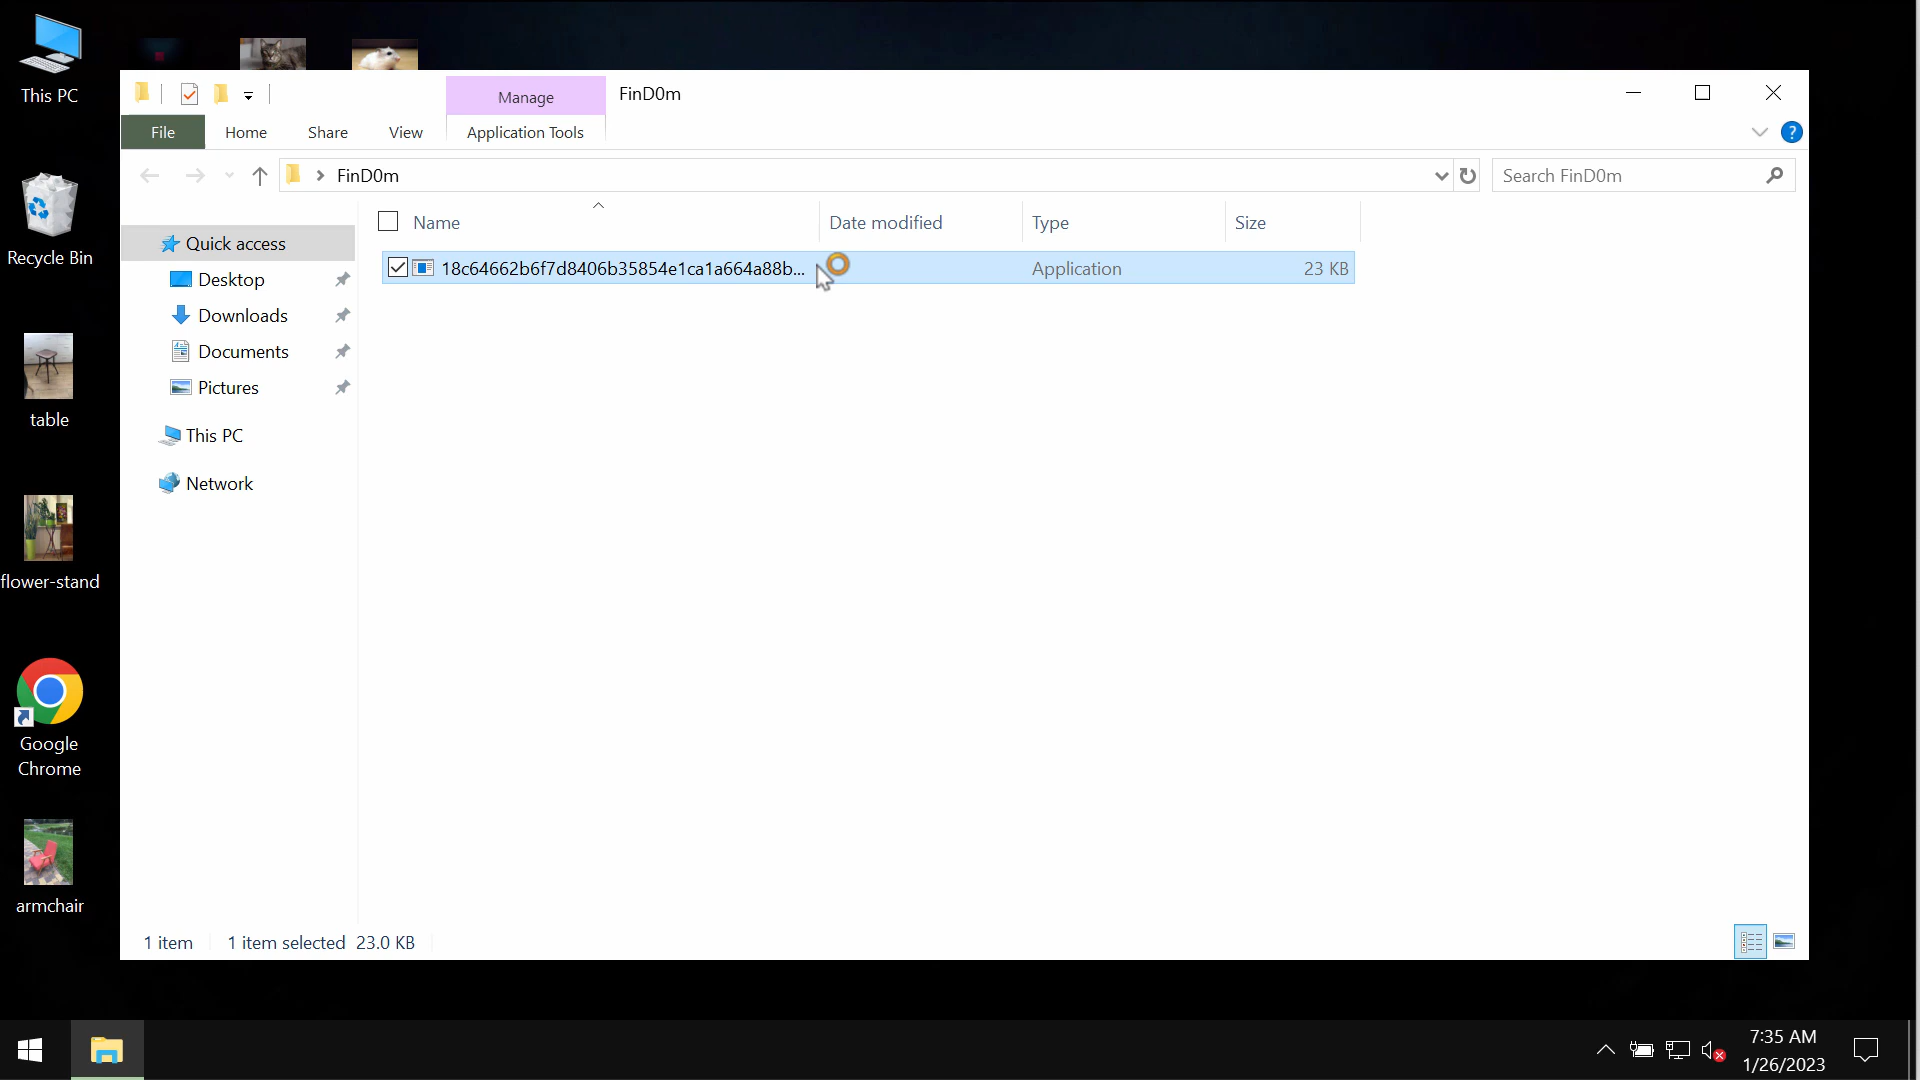 This PC
Recycle Bin
table
flower-stand
Google
Chrome
armchair
Manage
FinD0m
File
Home
Share
View
Application Tools
?
FinD0m
Search FinD0m
Quick access
Desktop
Downloads
Documents
Pictures
This PC
Network
Name
Date modified
Type
Size
18c64662b6f7d8406b35854e1ca1a664a88b...
Application
23 KB
1 item
1 item selected 23.0 KB
7:35 AM
1/26/2023